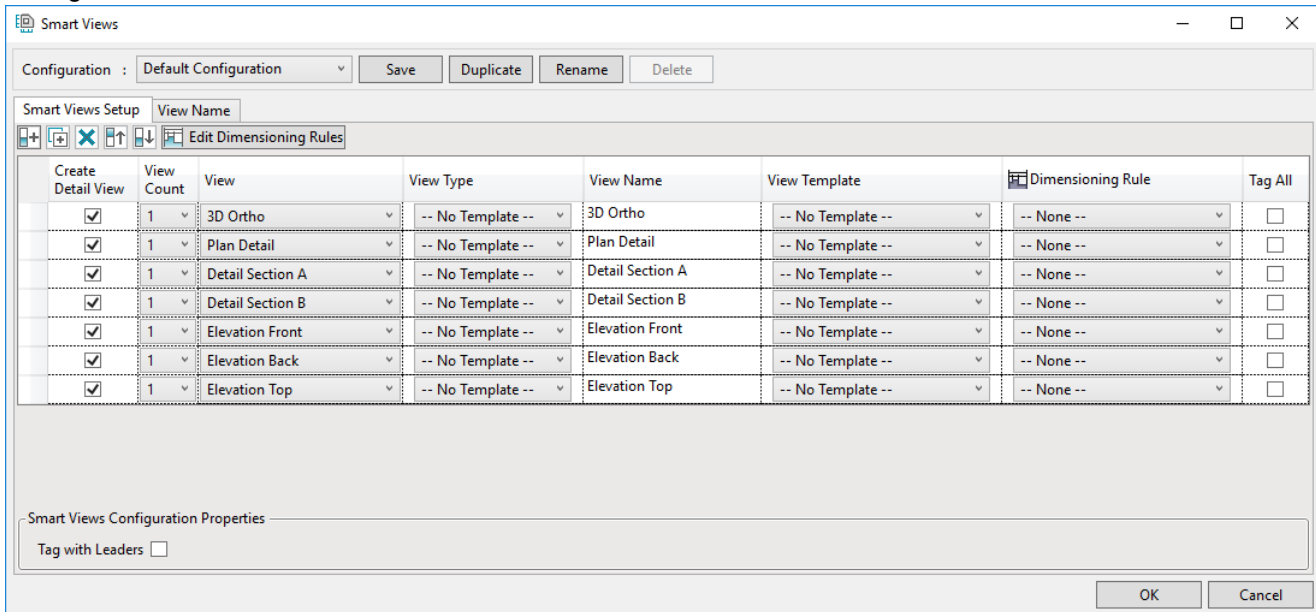 Smart Views
Configuration : Default Configuration Save Duplicate Rename Delete
Smart Views Setup View Name
Edit Dimensioning Rules
Create Detail View View Count View View Type View Name View Template Dimensioning Rule Tag All
1 3D Ortho -- No Template -- 3D Ortho -- No Template -- -- None --
1 Plan Detail -- No Template -- Plan Detail -- No Template -- -- None --
1 Detail Section A -- No Template -- Detail Section A -- No Template -- -- None --
1 Detail Section B -- No Template -- Detail Section B -- No Template -- -- None --
1 Elevation Front -- No Template -- Elevation Front -- No Template -- -- None --
1 Elevation Back -- No Template -- Elevation Back -- No Template -- -- None --
1 Elevation Top -- No Template -- Elevation Top -- No Template -- -- None --
Smart Views Configuration Properties
Tag with Leaders
OK Cancel